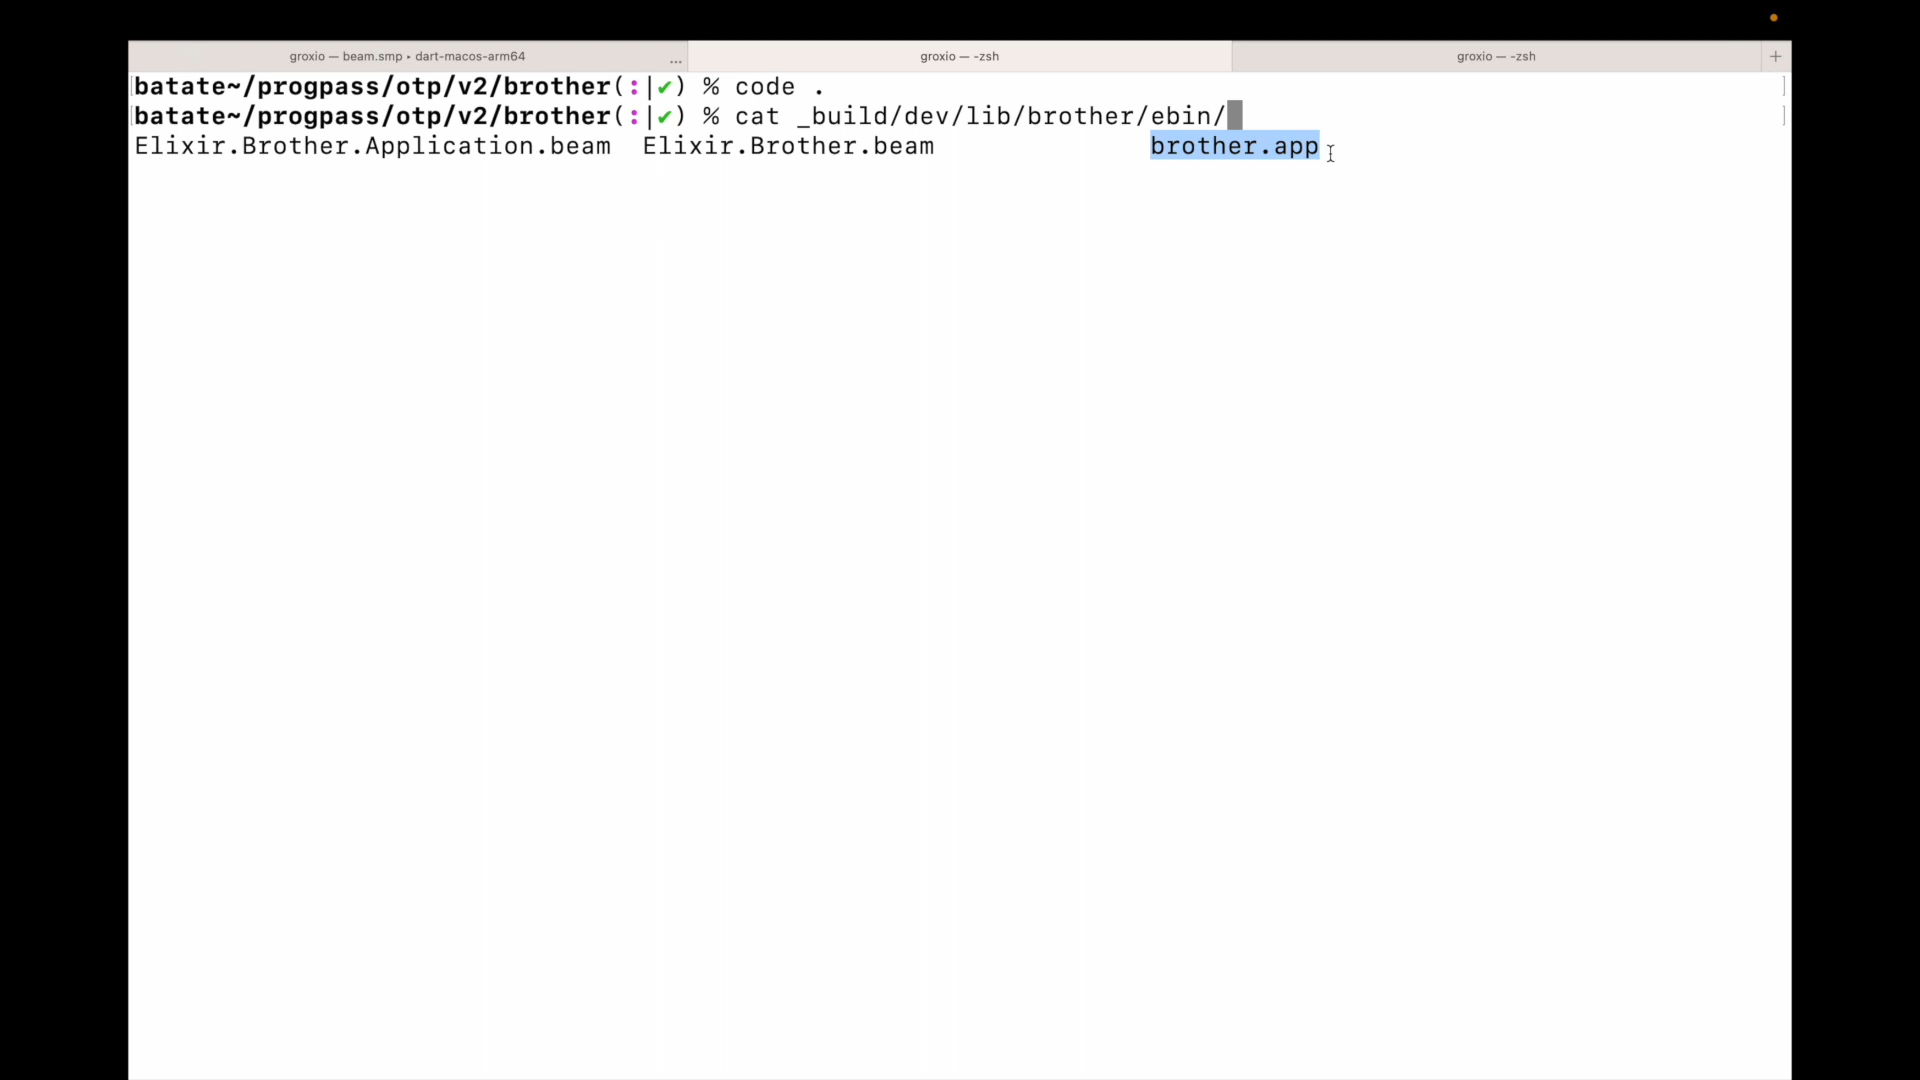 groxio — beam.smp ▸ dart-macos-arm64 ... groxio — -zsh groxio — -zsh +
batate~/progpass/otp/v2/brother(:|✔) % code .
batate~/progpass/otp/v2/brother(:|✔) % cat _build/dev/lib/brother/ebin/
Elixir.Brother.Application.beam Elixir.Brother.beam brother.app